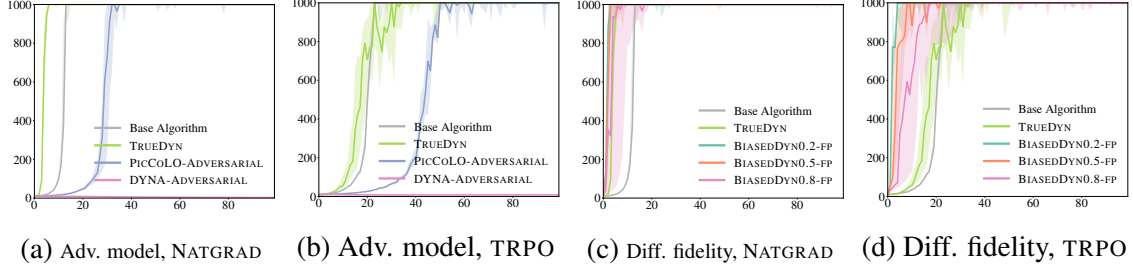 1000
800
600
400
200
0
0 20 40 60 80
Base Algorithm
TRUEDYN
PICCOLO-ADVERSARIAL
DYNA-ADVERSARIAL
(a) Adv. model, NATGRAD
1000
800
600
400
200
0 20 40 60 80
Base Algorithm
TRUEDYN
PICCOLO-ADVERSARIAL
DYNA-ADVERSARIAL
(b) Adv. model, TRPO
1000
800
600
400
200
0
0 20 40 60 80
Base Algorithm
TRUEDYN
BIASEDDYN0.2-FP
BIASEDDYN0.5-FP
BIASEDDYN0.8-FP
(c) Diff. fidelity, NATGRAD
1000
800
600
400
200
0
0 20 40 60 80
Base Algorithm
TRUEDYN
BIASEDDYN0.2-FP
BIASEDDYN0.5-FP
BIASEDDYN0.8-FP
(d) Diff. fidelity, TRPO